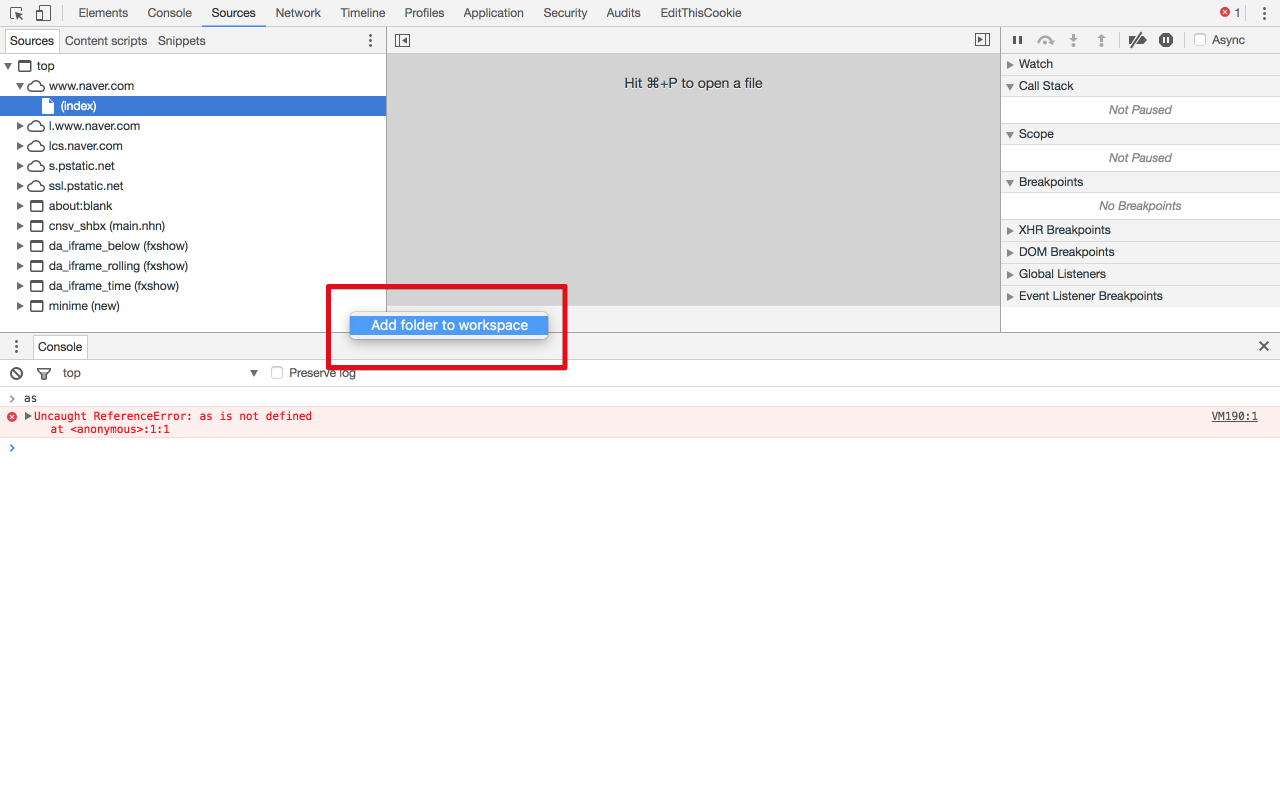 Elements Console Sources Network Timeline Profiles Application Security Audits EditThisCookie 1
Sources Content scripts Snippets
Async
top
www.naver.com
(index)
l.www.naver.com
lcs.naver.com
s.pstatic.net
ssl.pstatic.net
about:blank
cnsv_shbx (main.nhn)
da_iframe_below (fxshow)
da_iframe_rolling (fxshow)
da_iframe_time (fxshow)
minime (new)
Hit ⌘+P to open a file
Add folder to workspace
Watch
Call Stack
Not Paused
Scope
Not Paused
Breakpoints
No Breakpoints
XHR Breakpoints
DOM Breakpoints
Global Listeners
Event Listener Breakpoints
Console
top Preserve log
as
Uncaught ReferenceError: as is not defined VM190:1
at <anonymous>:1:1